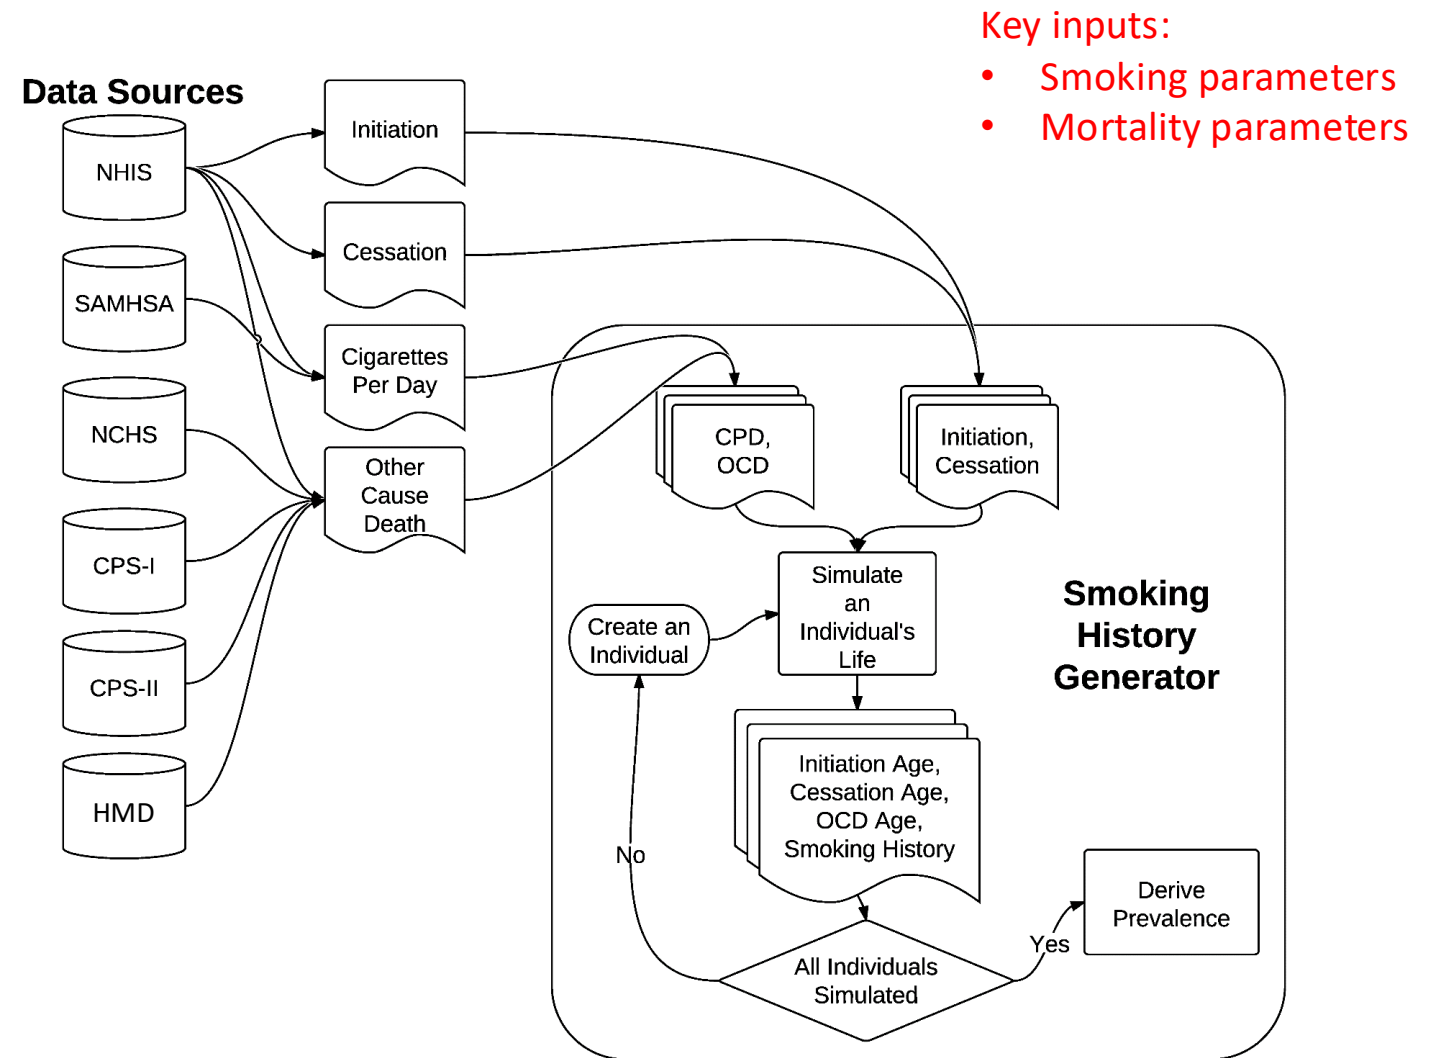 Key inputs:
• Smoking parameters
• Mortality parameters
Data Sources
NHIS
SAMHSA
NCHS
CPS-I
CPS-II
HMD
Initiation
Cessation
Cigarettes
Per Day
Other
Cause
Death
CPD,
OCD
Initiation,
Cessation
Simulate
an
Individual's
Life
Create an
Individual
Smoking
History
Generator
Initiation Age,
Cessation Age,
OCD Age,
Smoking History
No
All Individuals
Simulated
Yes
Derive
Prevalence